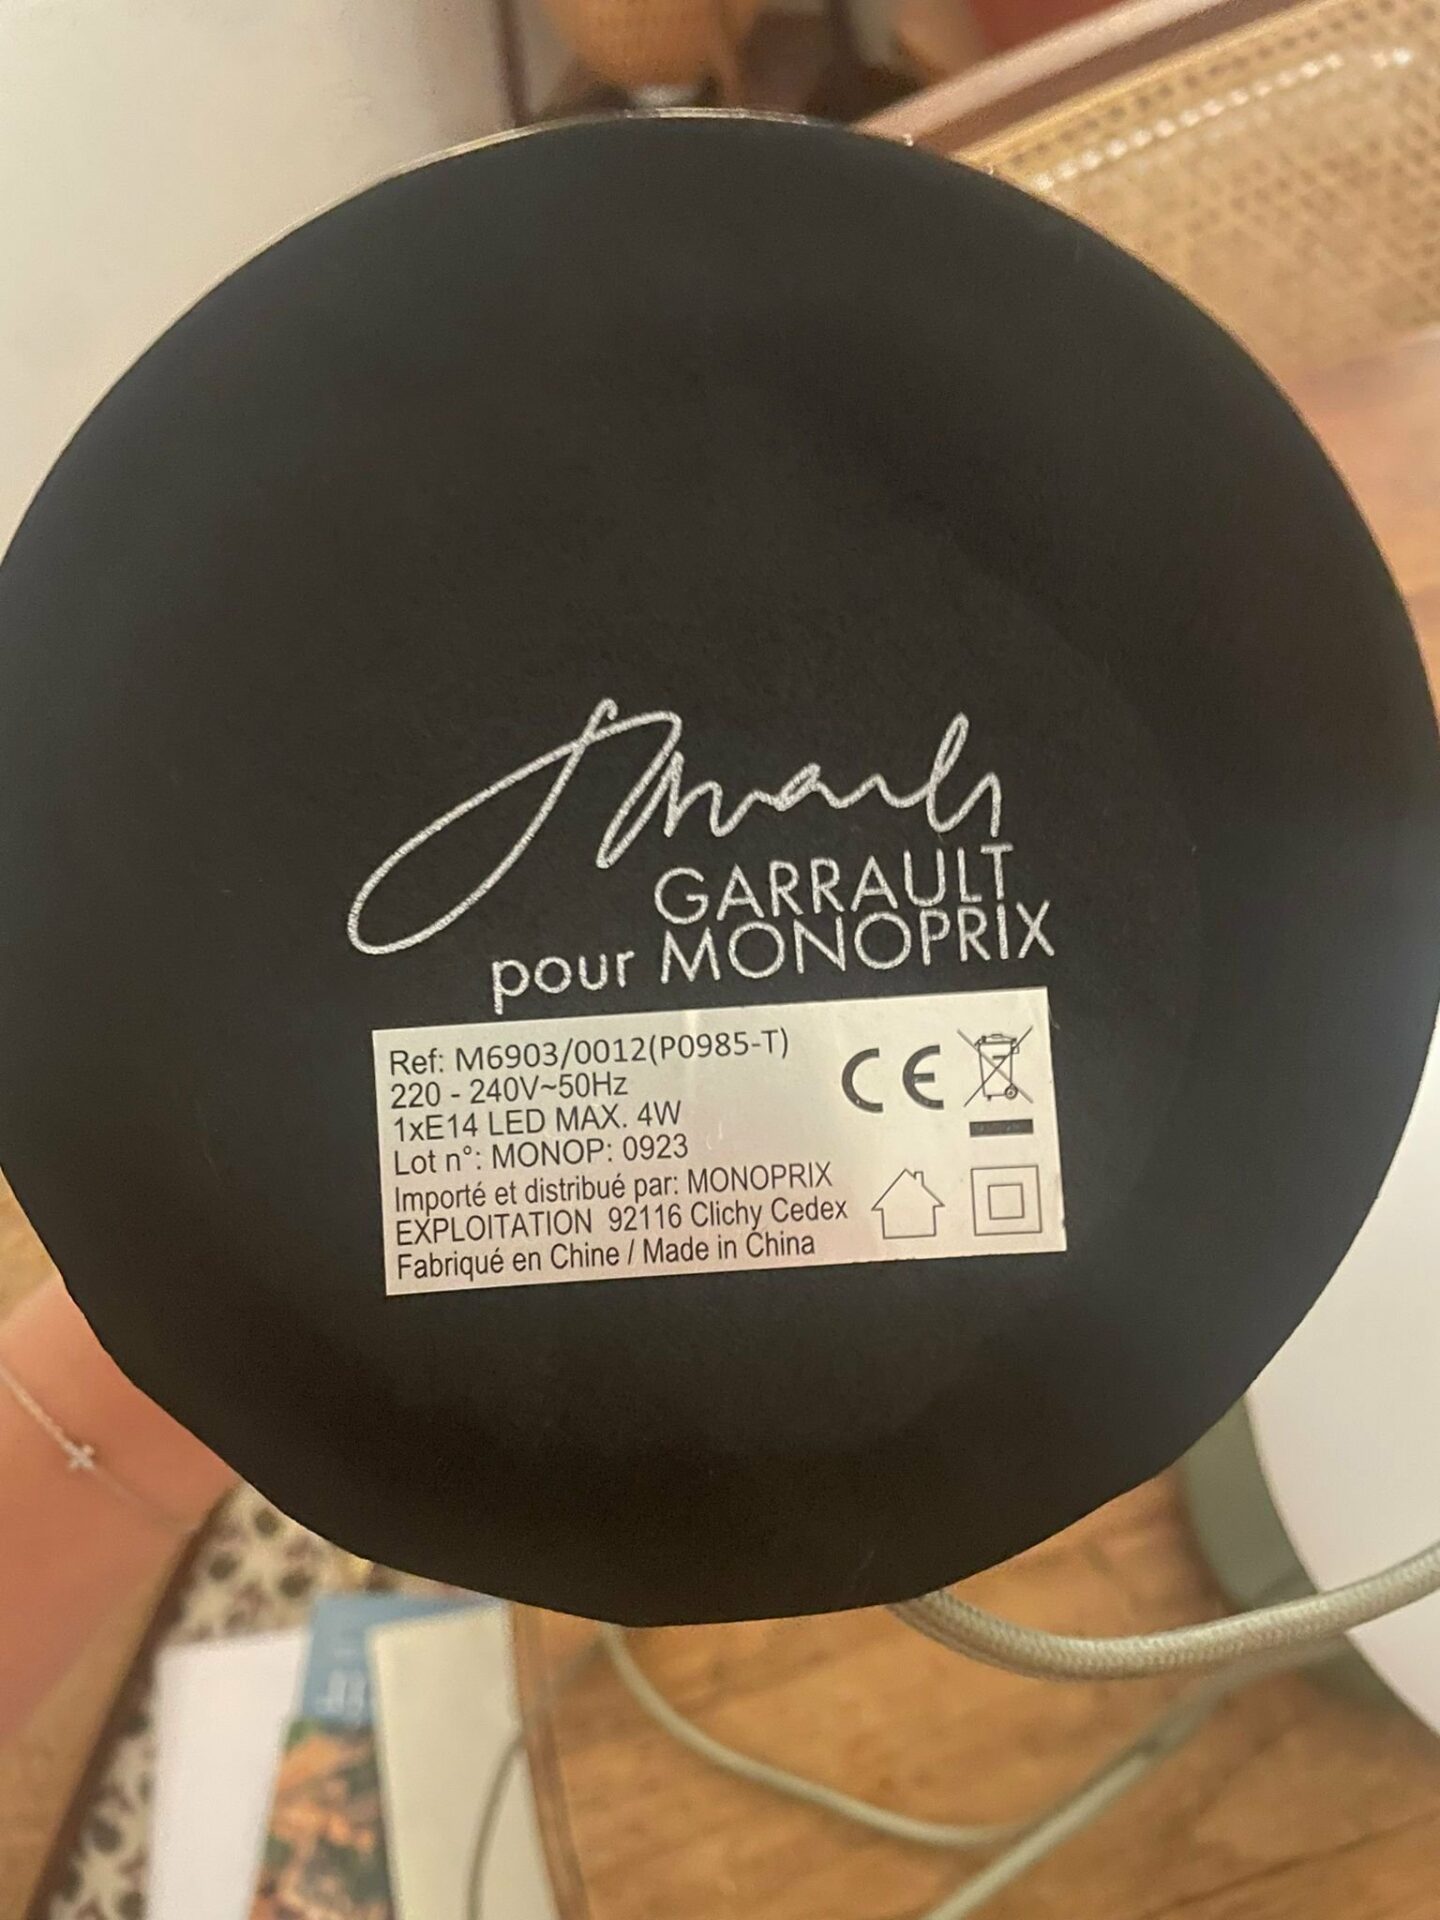 GARRAULT
pour MONOPRIX
Ref: M6903/0012(P0985-T)
220 - 240V~50Hz
1xE14 LED MAX. 4W
Lot n°: MONOP: 0923
Importé et distribué par: MONOPRIX
EXPLOITATION 92116 Clichy Cedex
Fabriqué en Chine / Made in China
CE